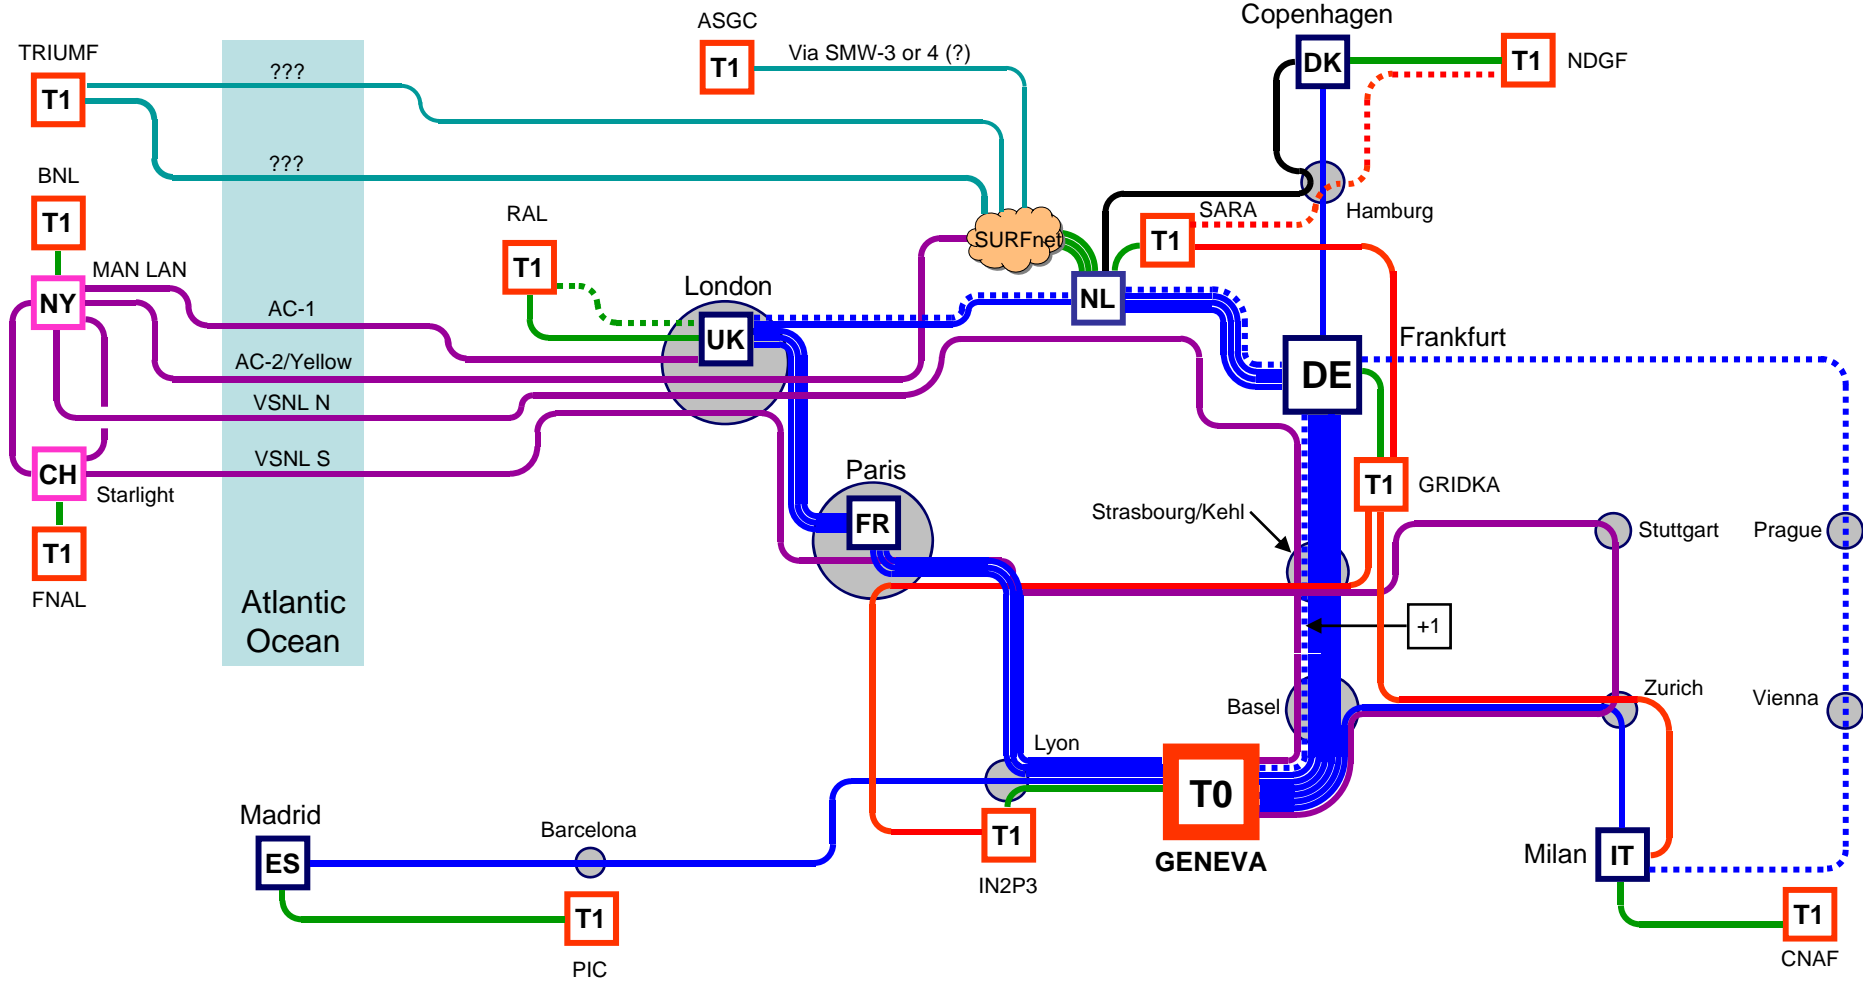 Copenhagen
ASGC
TRIUMF
T1
Via SMW-3 or 4 (?)
DK
T1
NDGF
???
T1
???
BNL
T1
RAL
SARA
Hamburg
T1
SURFnet
T1
MAN LAN
London
NY
NL
AC-1
UK
Frankfurt
AC-2/Yellow
DE
VSNL N
VSNL S
CH
Starlight
Paris
T1
GRIDKA
Strasbourg/Kehl
FR
Stuttgart
Prague
T1
FNAL
Atlantic
Ocean
+1
Basel
Zurich
Vienna
Lyon
T0
GENEVA
Madrid
Barcelona
T1
IN2P3
ES
Milan
IT
T1
PIC
T1
CNAF